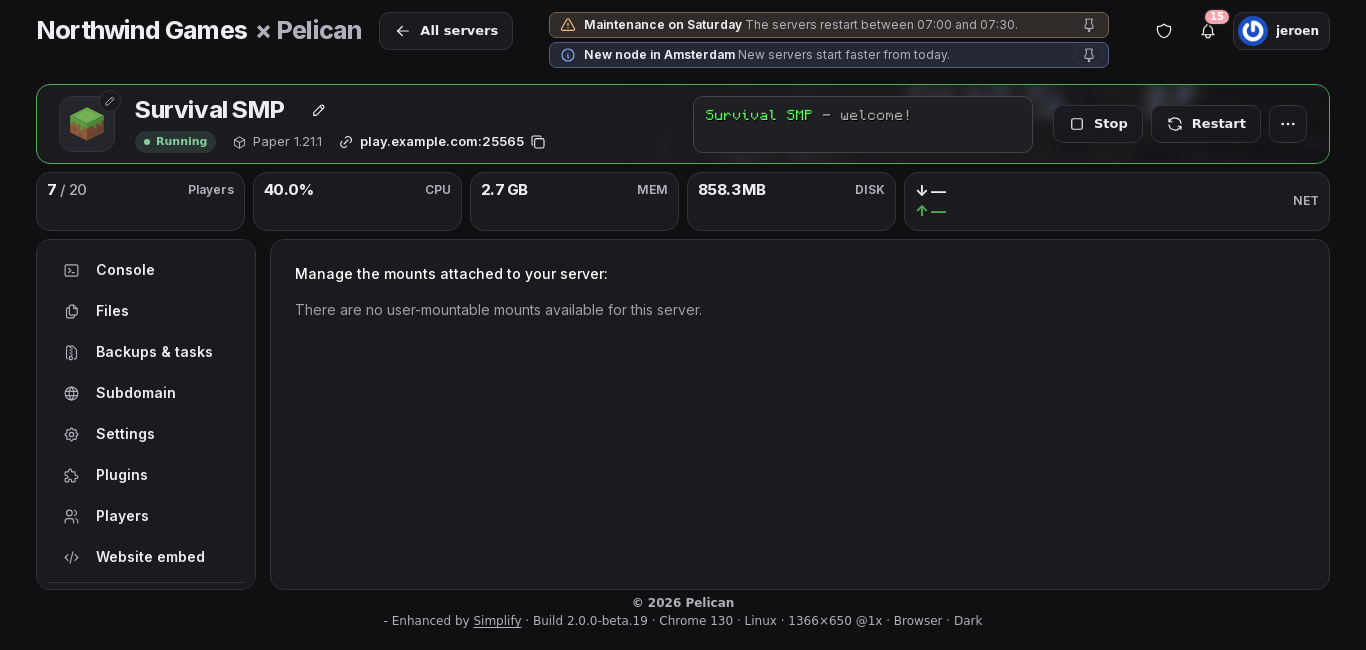 Northwind Games × Pelican
All servers
Maintenance on Saturday The servers restart between 07:00 and 07:30.
New node in Amsterdam New servers start faster from today.
15
jeroen
Survival SMP
Running
Paper 1.21.1
play.example.com:25565
Survival SMP – welcome!
Stop
Restart
7 / 20 Players
40.0% CPU
2.7 GB MEM
858.3 MB DISK
↓ —
↑ —
NET
Console
Files
Backups & tasks
Subdomain
Settings
Plugins
Players
Website embed
Manage the mounts attached to your server:
There are no user-mountable mounts available for this server.
© 2026 Pelican
- Enhanced by Simplify · Build 2.0.0-beta.19 · Chrome 130 · Linux · 1366×650 @1x · Browser · Dark